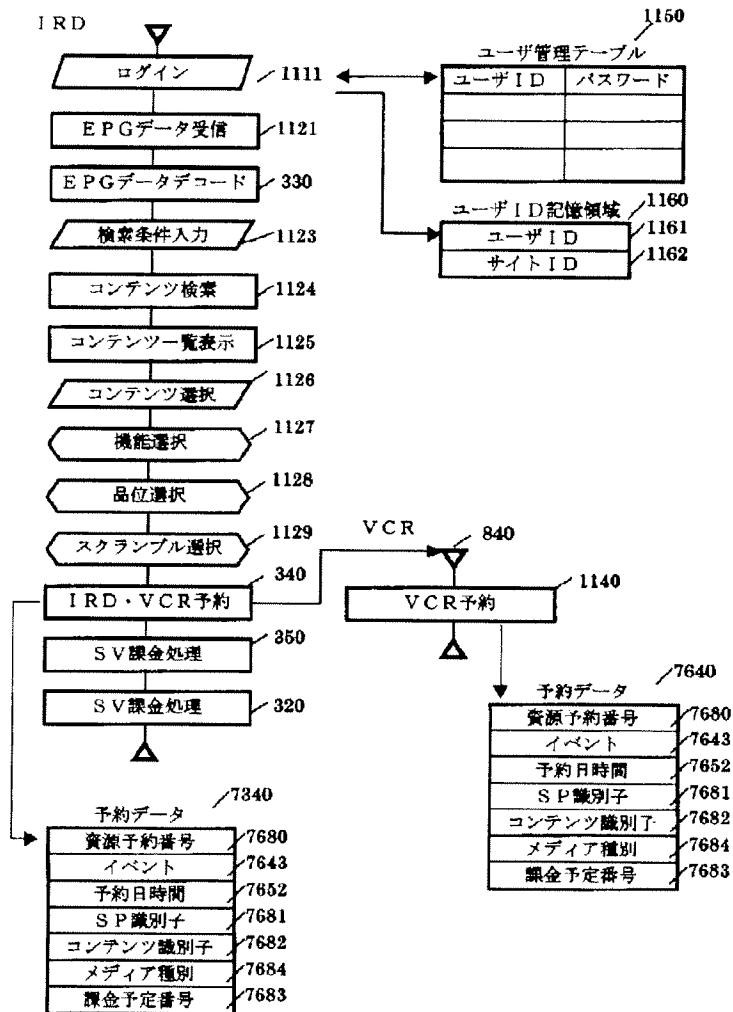 IRD
ログイン 1111
EPGデータ受信 1121
EPGデータデコード 330
検索条件入力 1123
コンテンツ検索 1124
コンテンツ一覧表示 1125
コンテンツ選択 1126
機能選択 1127
品位選択 1128
スクランブル選択 1129
IRD・VCR予約 340
SV課金処理 350
SV課金処理 320
1150
ユーザ管理テーブル
ユーザID パスワード
ユーザID記憶領域 1160
ユーザID 1161
サイトID 1162
VCR 840
VCR予約 1140
予約データ 7640
資源予約番号 7680
イベント 7643
予約日時間 7652
SP識別子 7681
コンテンツ識別子 7682
メディア種別 7684
課金予定番号 7683
予約データ 7340
資源予約番号 7680
イベント 7643
予約日時間 7652
SP識別子 7681
コンテンツ識別子 7682
メディア種別 7684
課金予定番号 7683